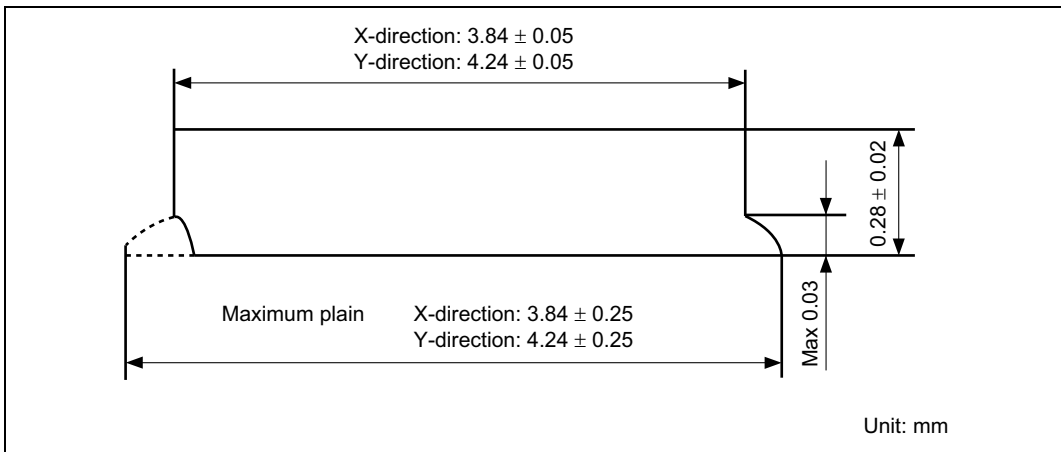 X-direction: 3.84 ± 0.05
Y-direction: 4.24 ± 0.05
0.28 ± 0.02
Max 0.03
Maximum plain X-direction: 3.84 ± 0.25
Y-direction: 4.24 ± 0.25
Unit: mm